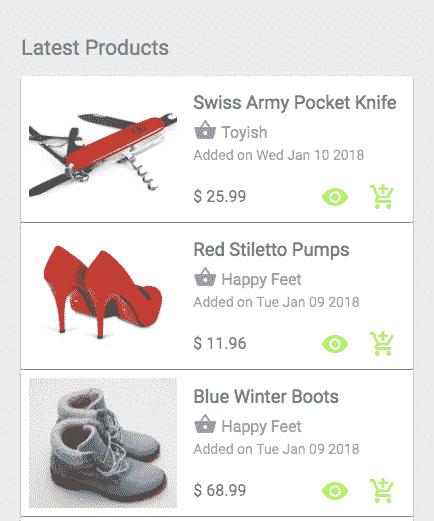 Latest Products
Swiss Army Pocket Knife
Toyish
Added on Wed Jan 10 2018
$ 25.99
Red Stiletto Pumps
Happy Feet
Added on Tue Jan 09 2018
$ 11.96
Blue Winter Boots
Happy Feet
Added on Tue Jan 09 2018
$ 68.99